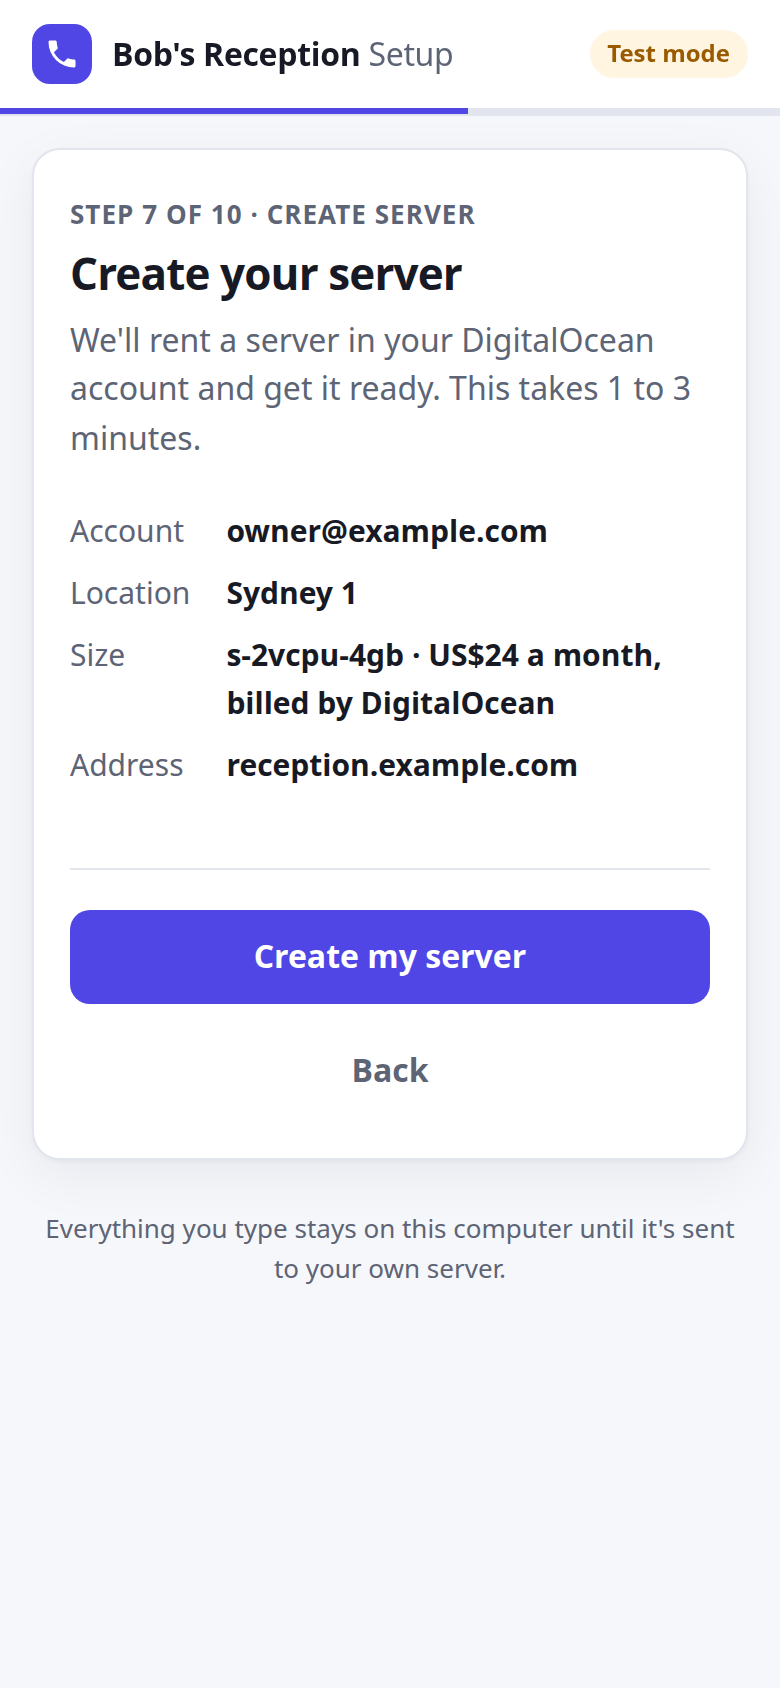 Bob's Reception Setup
Test mode
STEP 7 OF 10 · CREATE SERVER
Create your server
We'll rent a server in your DigitalOcean
account and get it ready. This takes 1 to 3
minutes.
Account owner@example.com
Location Sydney 1
Size s-2vcpu-4gb · US$24 a month,
billed by DigitalOcean
Address reception.example.com
Create my server
Back
Everything you type stays on this computer until it's sent
to your own server.